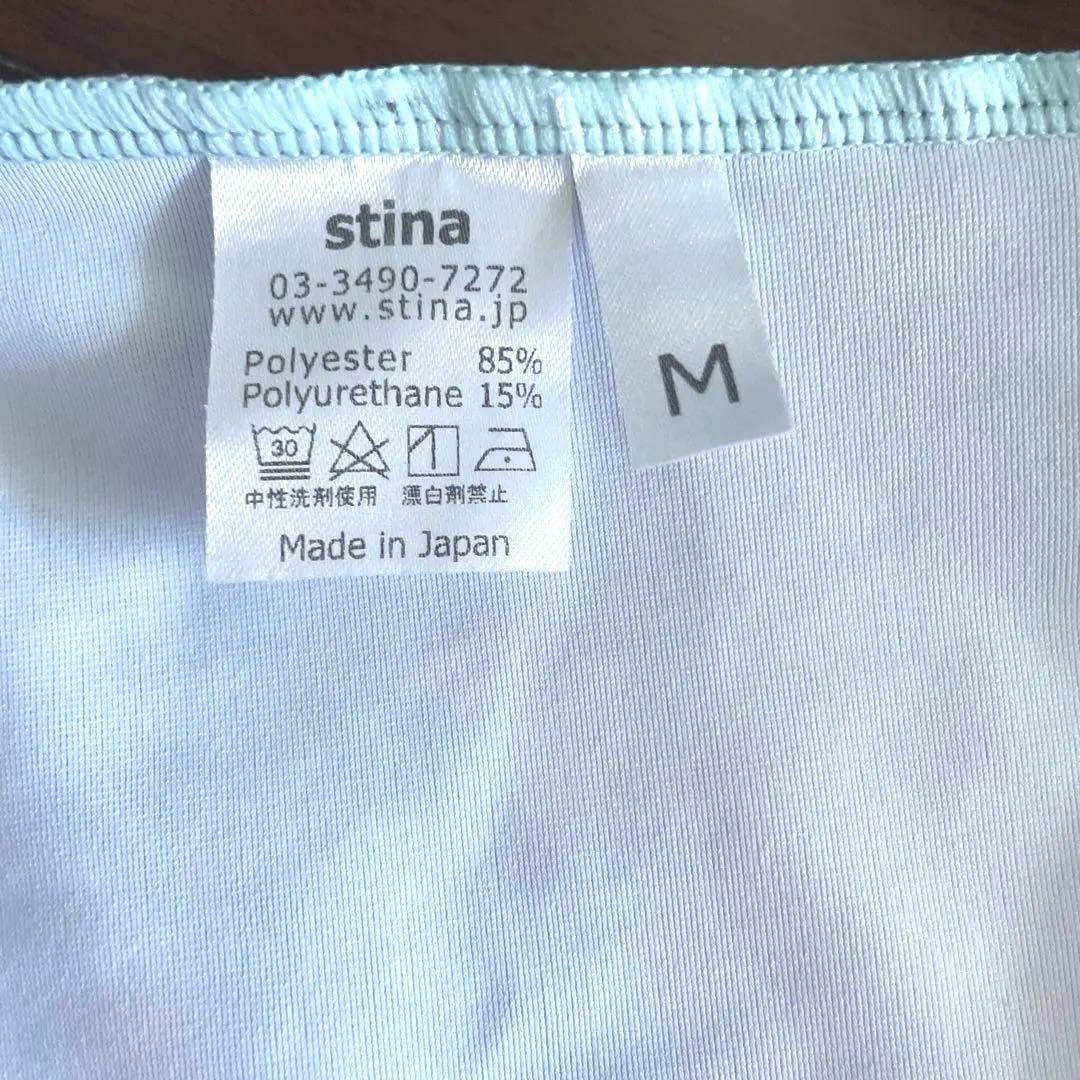 stina
03-3490-7272
www.stina.jp
Polyester 85%
Polyurethane 15%
30
中性洗剤使用 漂白剤禁止
Made in Japan
M